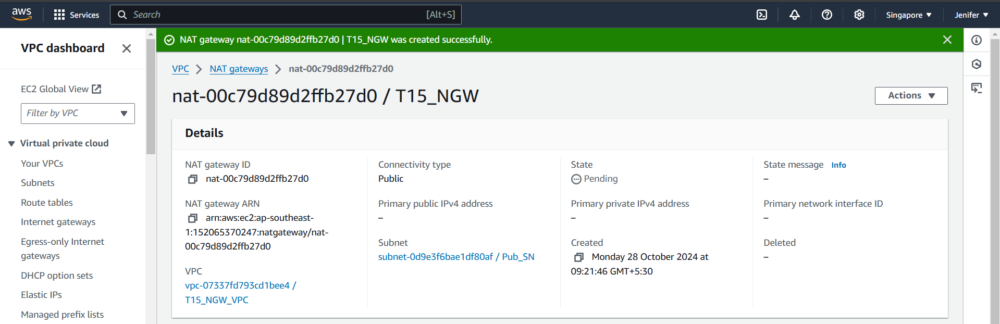 aws
Services
Search
[Alt+S]
Singapore
Jenifer
VPC dashboard
EC2 Global View
Filter by VPC
Virtual private cloud
Your VPCs
Subnets
Route tables
Internet gateways
Egress-only Internet
gateways
DHCP option sets
Elastic IPs
Managed prefix lists
NAT gateway nat-00c79d89d2ffb27d0 | T15_NGW was created successfully.
VPC
NAT gateways
nat-00c79d89d2ffb27d0
nat-00c79d89d2ffb27d0 / T15_NGW
Actions
Details
NAT gateway ID
nat-00c79d89d2ffb27d0
NAT gateway ARN
arn:aws:ec2:ap-southeast-
1:152065370247:natgateway/nat-
00c79d89d2ffb27d0
VPC
vpc-07337fd793cd1bee4 /
T15_NGW_VPC
Connectivity type
Public
Primary public IPv4 address
–
Subnet
subnet-0d9e3f6bae1df80af / Pub_SN
State
Pending
Primary private IPv4 address
–
Created
Monday 28 October 2024 at
09:21:46 GMT+5:30
State message Info
–
Primary network interface ID
–
Deleted
–